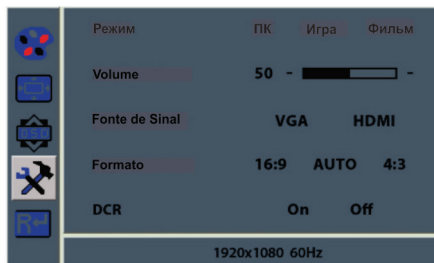 Режим ПК Игра Фильм
Volume 50 - -
Fonte de Sinal VGA HDMI
OSD
Formato 16:9 AUTO 4:3
DCR On Off
R
1920x1080 60Hz